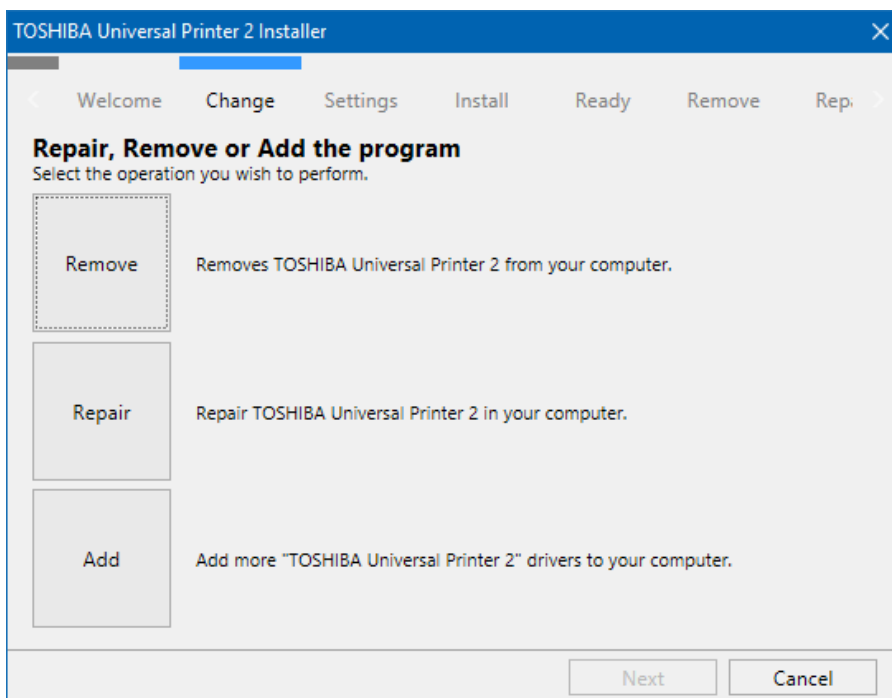 TOSHIBA Universal Printer 2 Installer
Welcome Change Settings Install Ready Remove Repa
Repair, Remove or Add the program
Select the operation you wish to perform.
Remove
Removes TOSHIBA Universal Printer 2 from your computer.
Repair
Repair TOSHIBA Universal Printer 2 in your computer.
Add
Add more "TOSHIBA Universal Printer 2" drivers to your computer.
Next Cancel